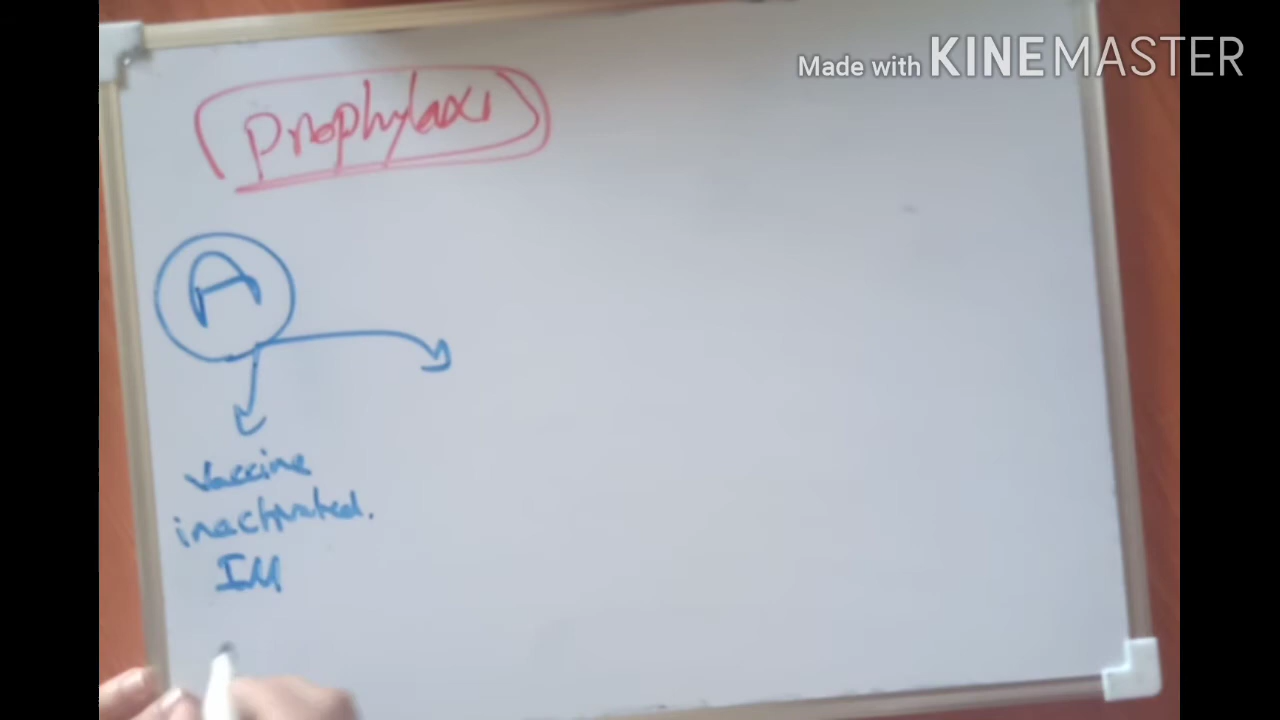 Made with KINEMASTER
Prophylaxi
A
Vaccine
inactivated.
IM